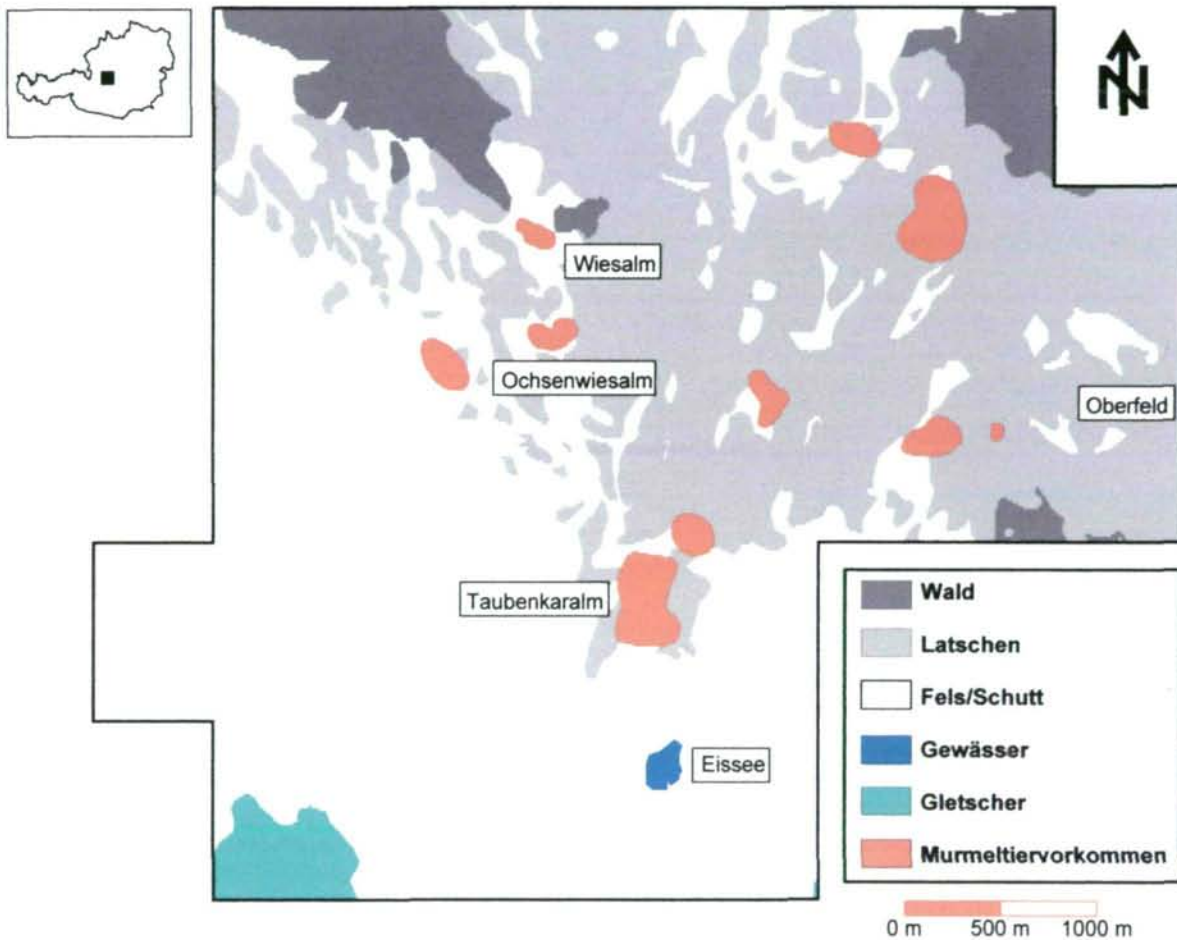 N
Wiesalm
Ochsenwiesalm
Oberfeld
Taubenkaralm
Eissee
Wald
Latschen
Fels/Schutt
Gewässer
Gletscher
Murmeltiervorkommen
0 m 500 m 1000 m